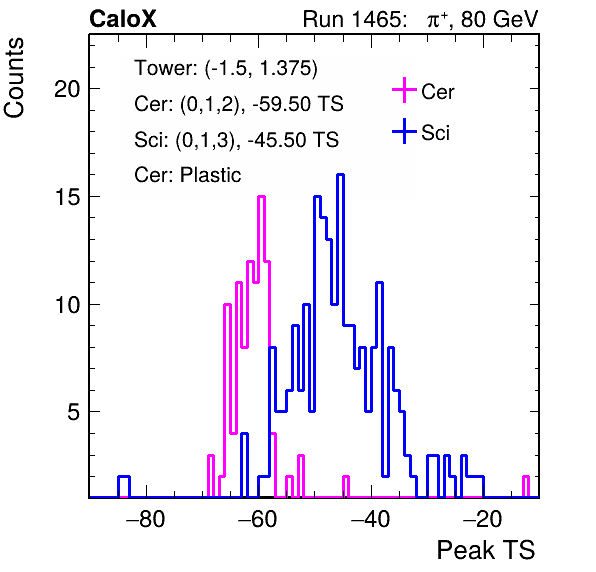 CaloX Run 1465: π⁺, 80 GeV
Counts
Tower: (-1.5, 1.375)
Cer: (0,1,2), -59.50 TS
Sci: (0,1,3), -45.50 TS
Cer: Plastic
Cer
Sci
20
15
10
5
−80 −60 −40 −20
Peak TS